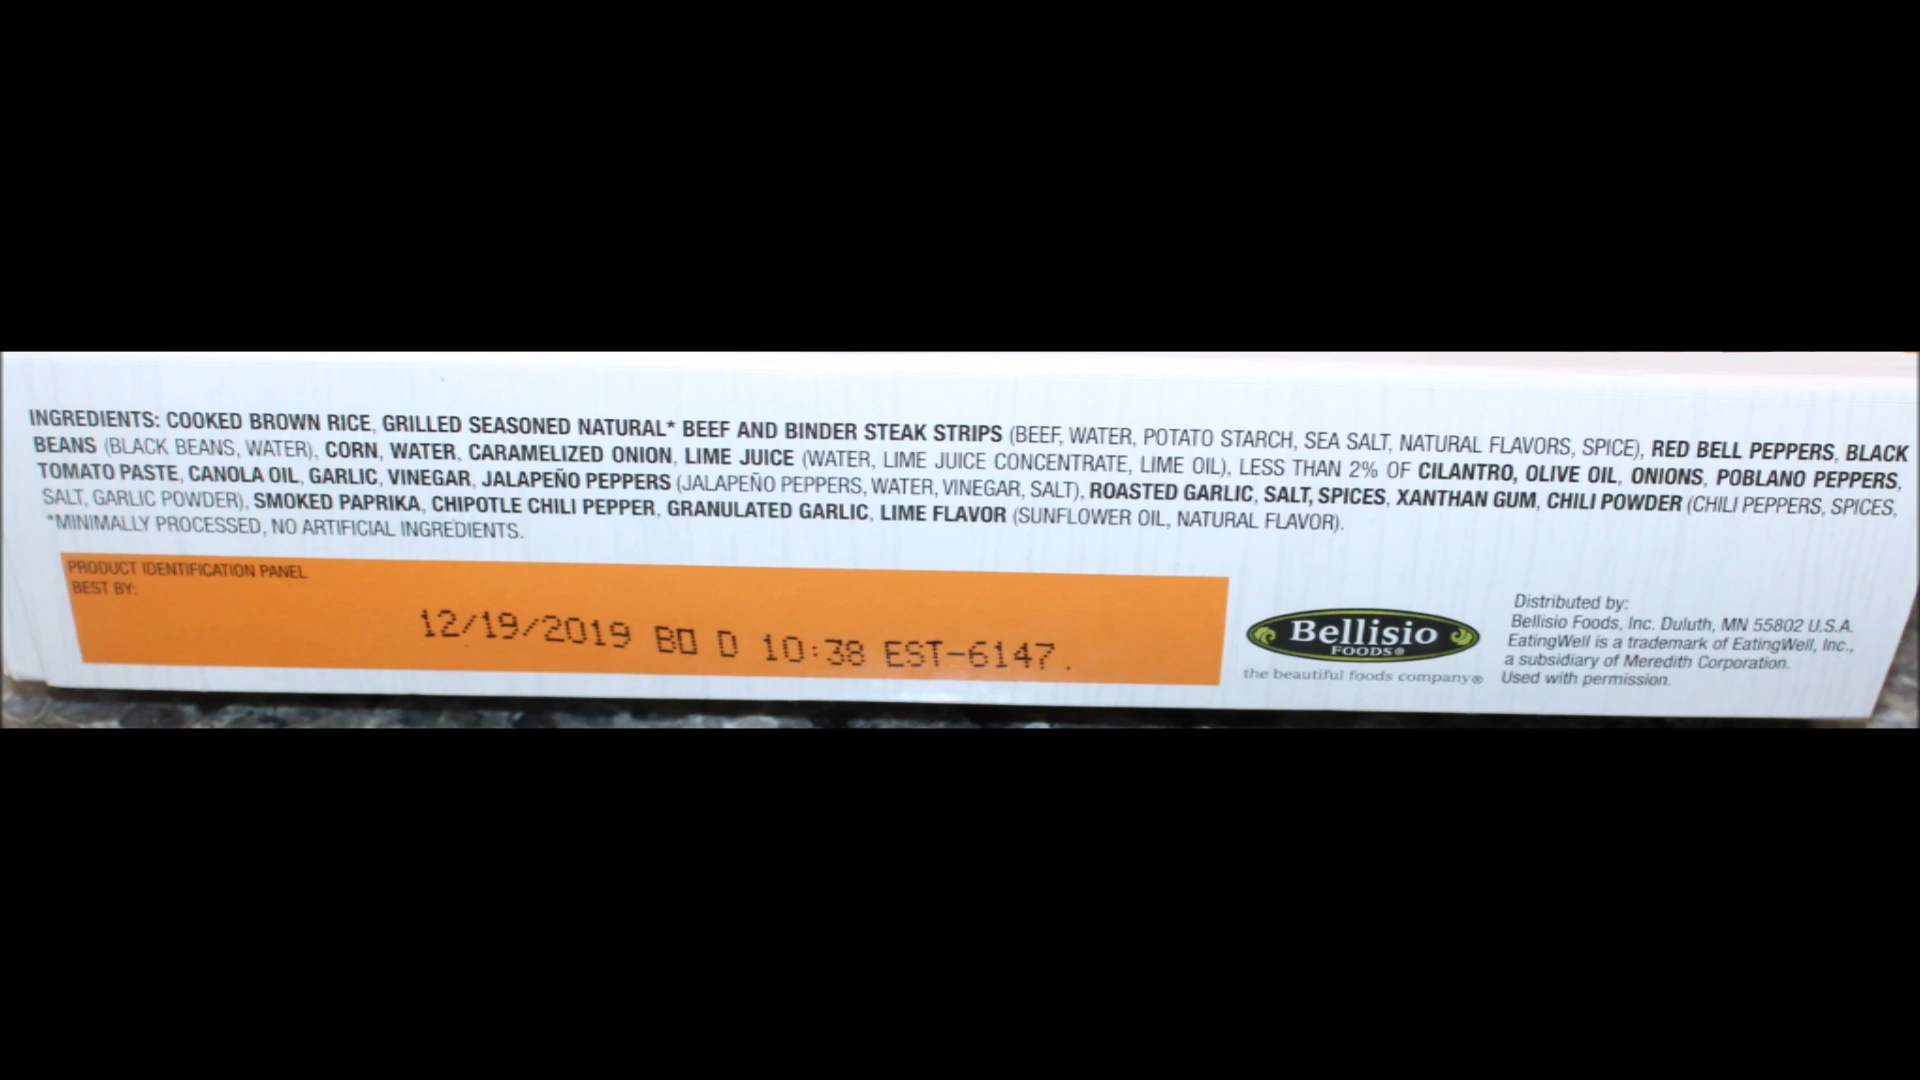 INGREDIENTS: COOKED BROWN RICE, GRILLED SEASONED NATURAL* BEEF AND BINDER STEAK STRIPS (BEEF, WATER, POTATO STARCH, SEA SALT, NATURAL FLAVORS, SPICE), RED BELL PEPPERS, BLACK
BEANS (BLACK BEANS, WATER), CORN, WATER, CARAMELIZED ONION, LIME JUICE (WATER, LIME JUICE CONCENTRATE, LIME OIL), LESS THAN 2% OF CILANTRO, OLIVE OIL, ONIONS, POBLANO PEPPERS,
TOMATO PASTE, CANOLA OIL, GARLIC, VINEGAR, JALAPEÑO PEPPERS (JALAPEÑO PEPPERS, WATER, VINEGAR, SALT), ROASTED GARLIC, SALT, SPICES, XANTHAN GUM, CHILI POWDER (CHILI PEPPERS, SPICES,
SALT, GARLIC POWDER), SMOKED PAPRIKA, CHIPOTLE CHILI PEPPER, GRANULATED GARLIC, LIME FLAVOR (SUNFLOWER OIL, NATURAL FLAVOR).
*MINIMALLY PROCESSED, NO ARTIFICIAL INGREDIENTS.
PRODUCT IDENTIFICATION PANEL
BEST BY:
12/19/2019 D 10:38 EST-6147.
Bellisio
FOODS®
the beautiful foods company®
Distributed by:
Bellisio Foods, Inc. Duluth, MN 55802 U.S.A.
EatingWell is a trademark of EatingWell, Inc.,
a subsidiary of Meredith Corporation.
Used with permission.